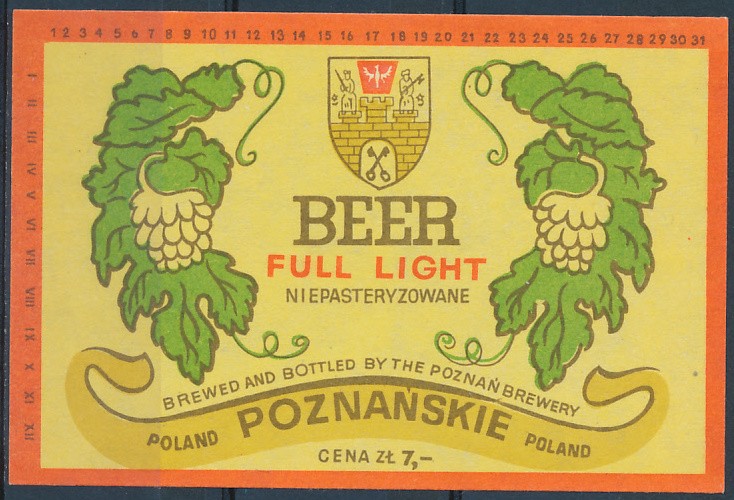 1 2 3 4 5 6 7 8 9 10 11 12 13 14 15 16 17 18 19 20 21 22 23 24 25 26 27 28 29 30 31
I
II
III
IV
V
VI
VII
VIII
IX
X
XI
XII
BEER
FULL LIGHT
NIEPASTERYZOWANE
BREWED AND BOTTLED BY THE POZNAŃ BREWERY
POLAND POZNAŃSKIE POLAND
CENA ZŁ 7,-